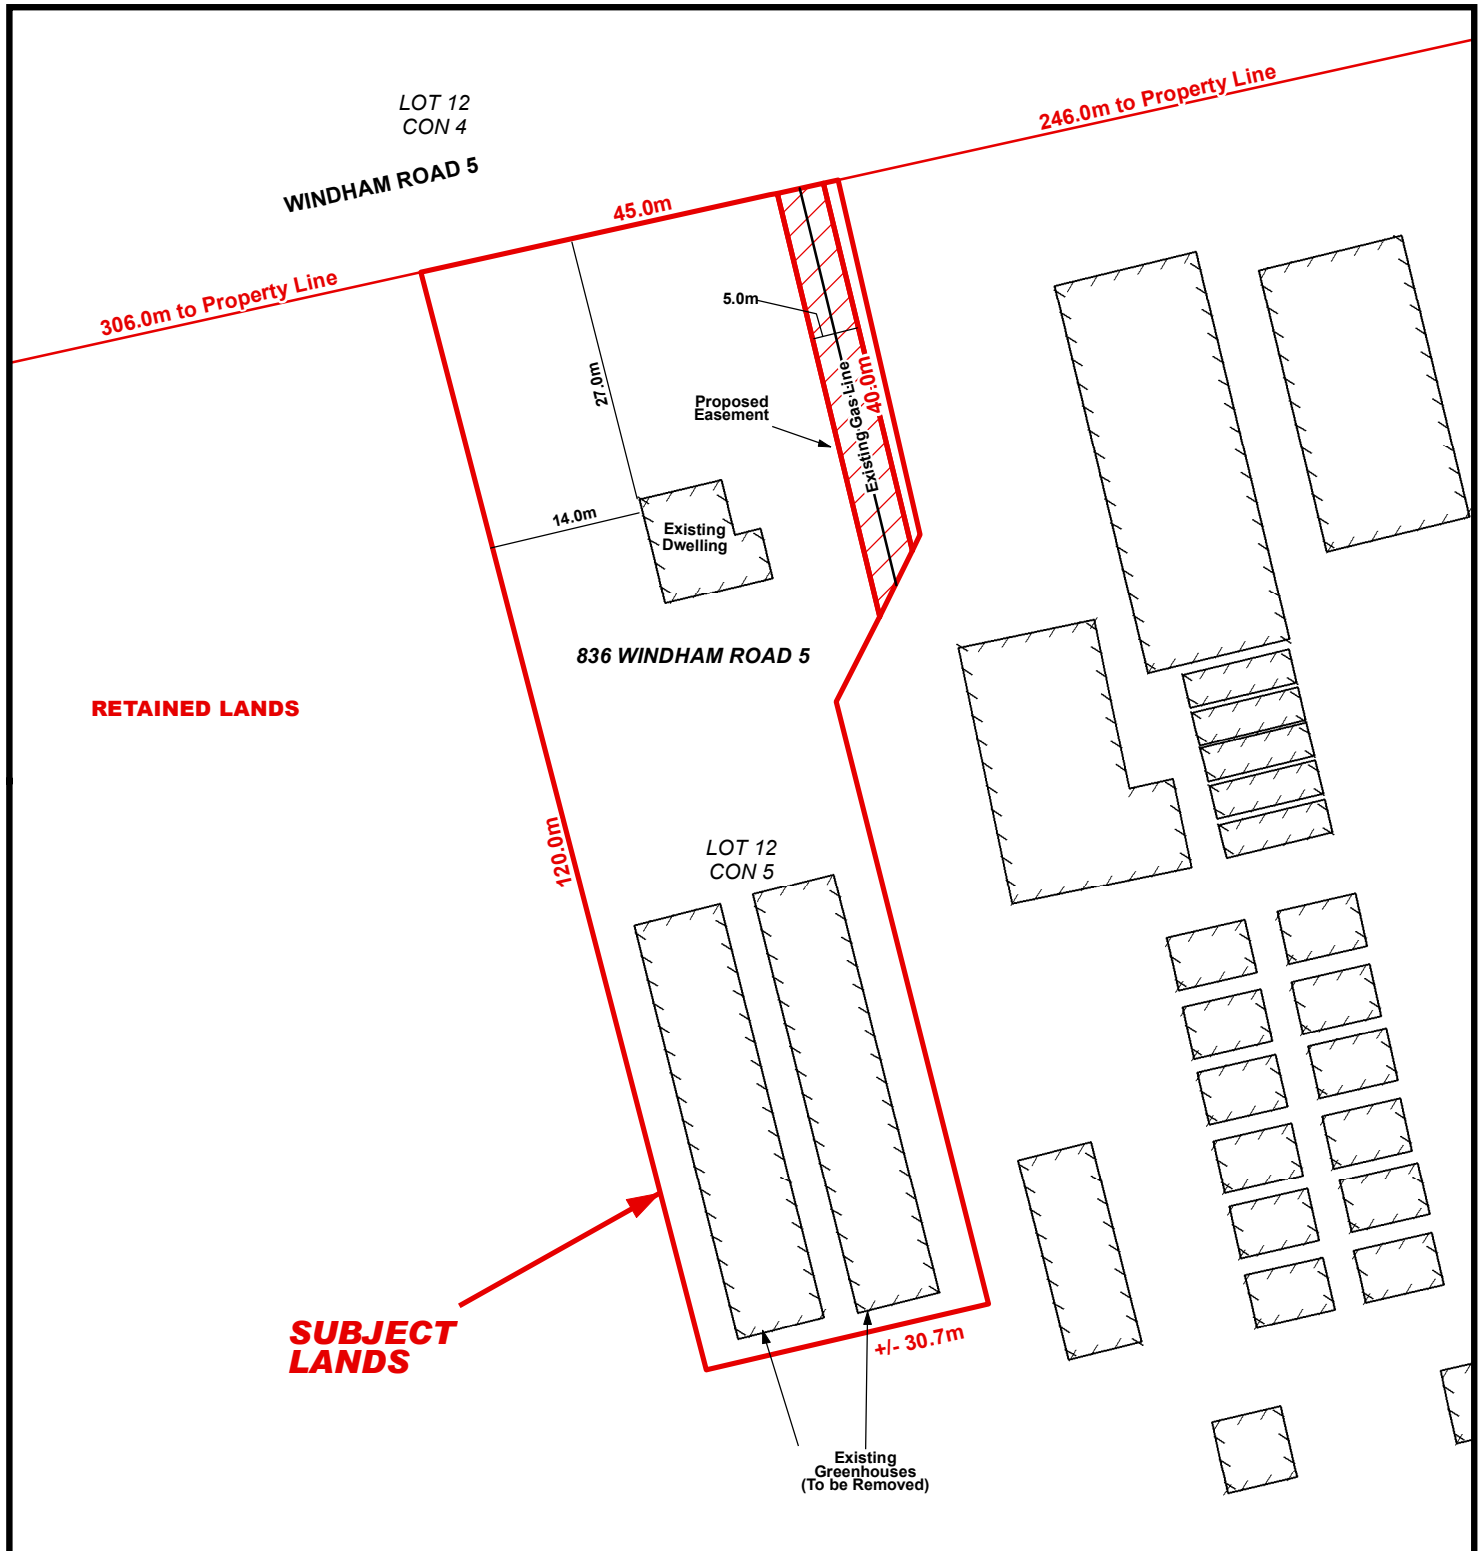 LOT 12
CON 4
246.0m to Property Line
WINDHAM ROAD 5
45.0m
306.0m to Property Line
5.0m
27.0m
40.0m
Existing Gas Line
Proposed
Easement
14.0m
Existing
Dwelling
836 WINDHAM ROAD 5
RETAINED LANDS
120.0m
LOT 12
CON 5
SUBJECT
LANDS
+/- 30.7m
Existing
Greenhouses
(To be Removed)